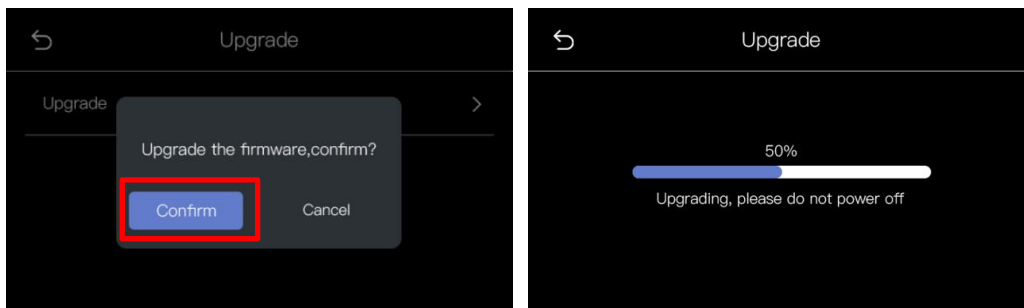 Upgrade
Upgrade
Upgrade the firmware,confirm?
Confirm
Cancel
Upgrade
50%
Upgrading, please do not power off